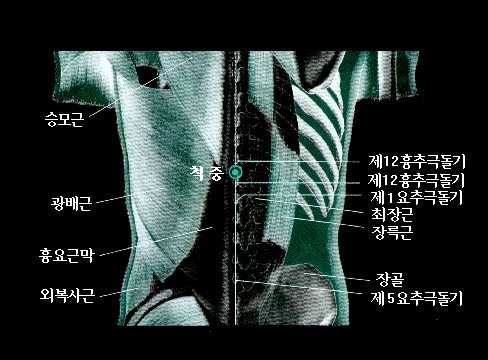 승모근
척 중
제12흉추극돌기
제12흉추극돌기
제1요추극돌기
광배근
최장근
장륵근
흉요근막
장골
외복사근
제5요추극돌기